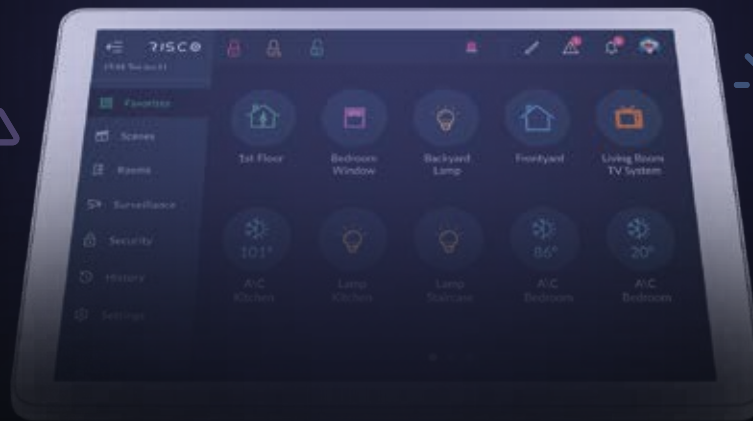 RISCO
Favorites
Scenes
Rooms
Surveillance
Security
History
Settings
1st Floor
Bedroom
Window
Backyard
Lamp
Frontyard
Living Room
TV System
101°
86°
20°
A\C
Kitchen
Lamp
Kitchen
Lamp
Staircase
A\C
Bedroom
A\C
Bedroom